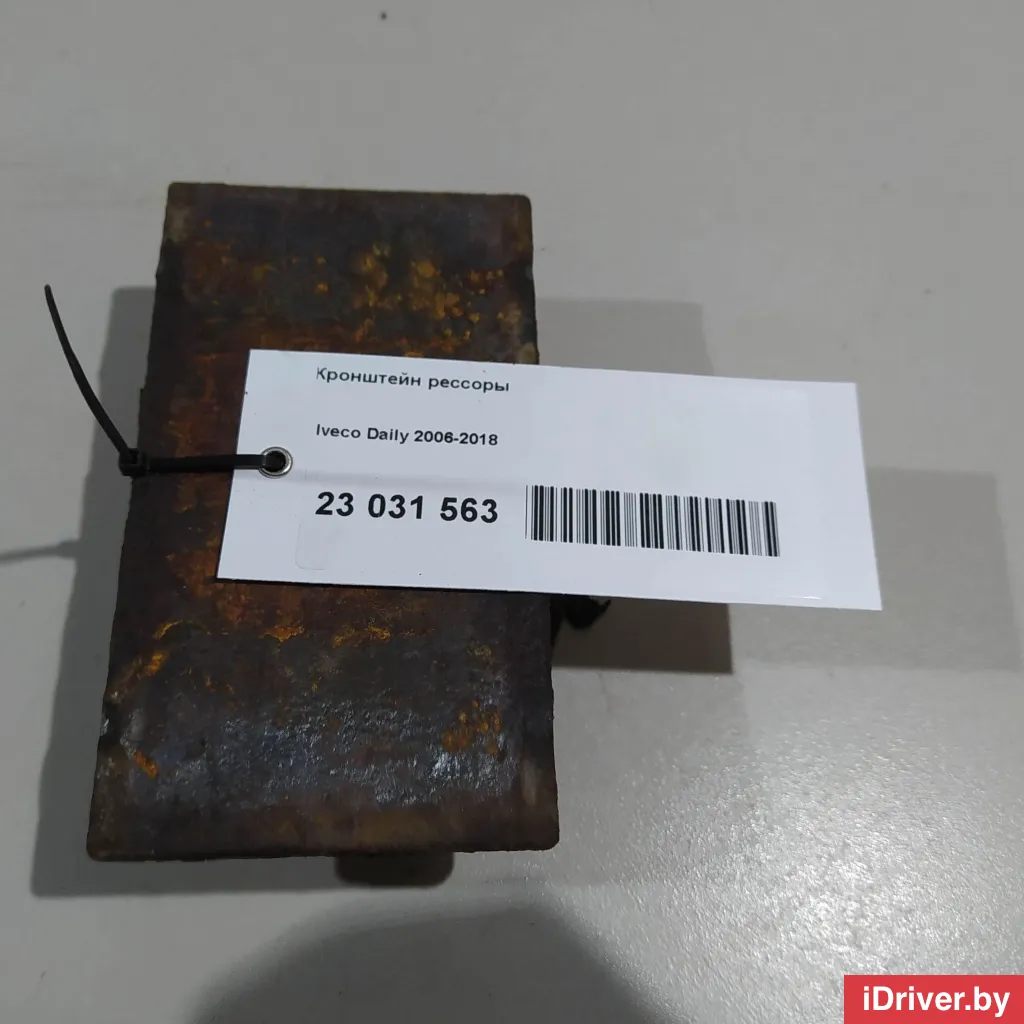 Кронштейн рессоры
Iveco Daily 2006-2018
23 031 563
iDriver.by